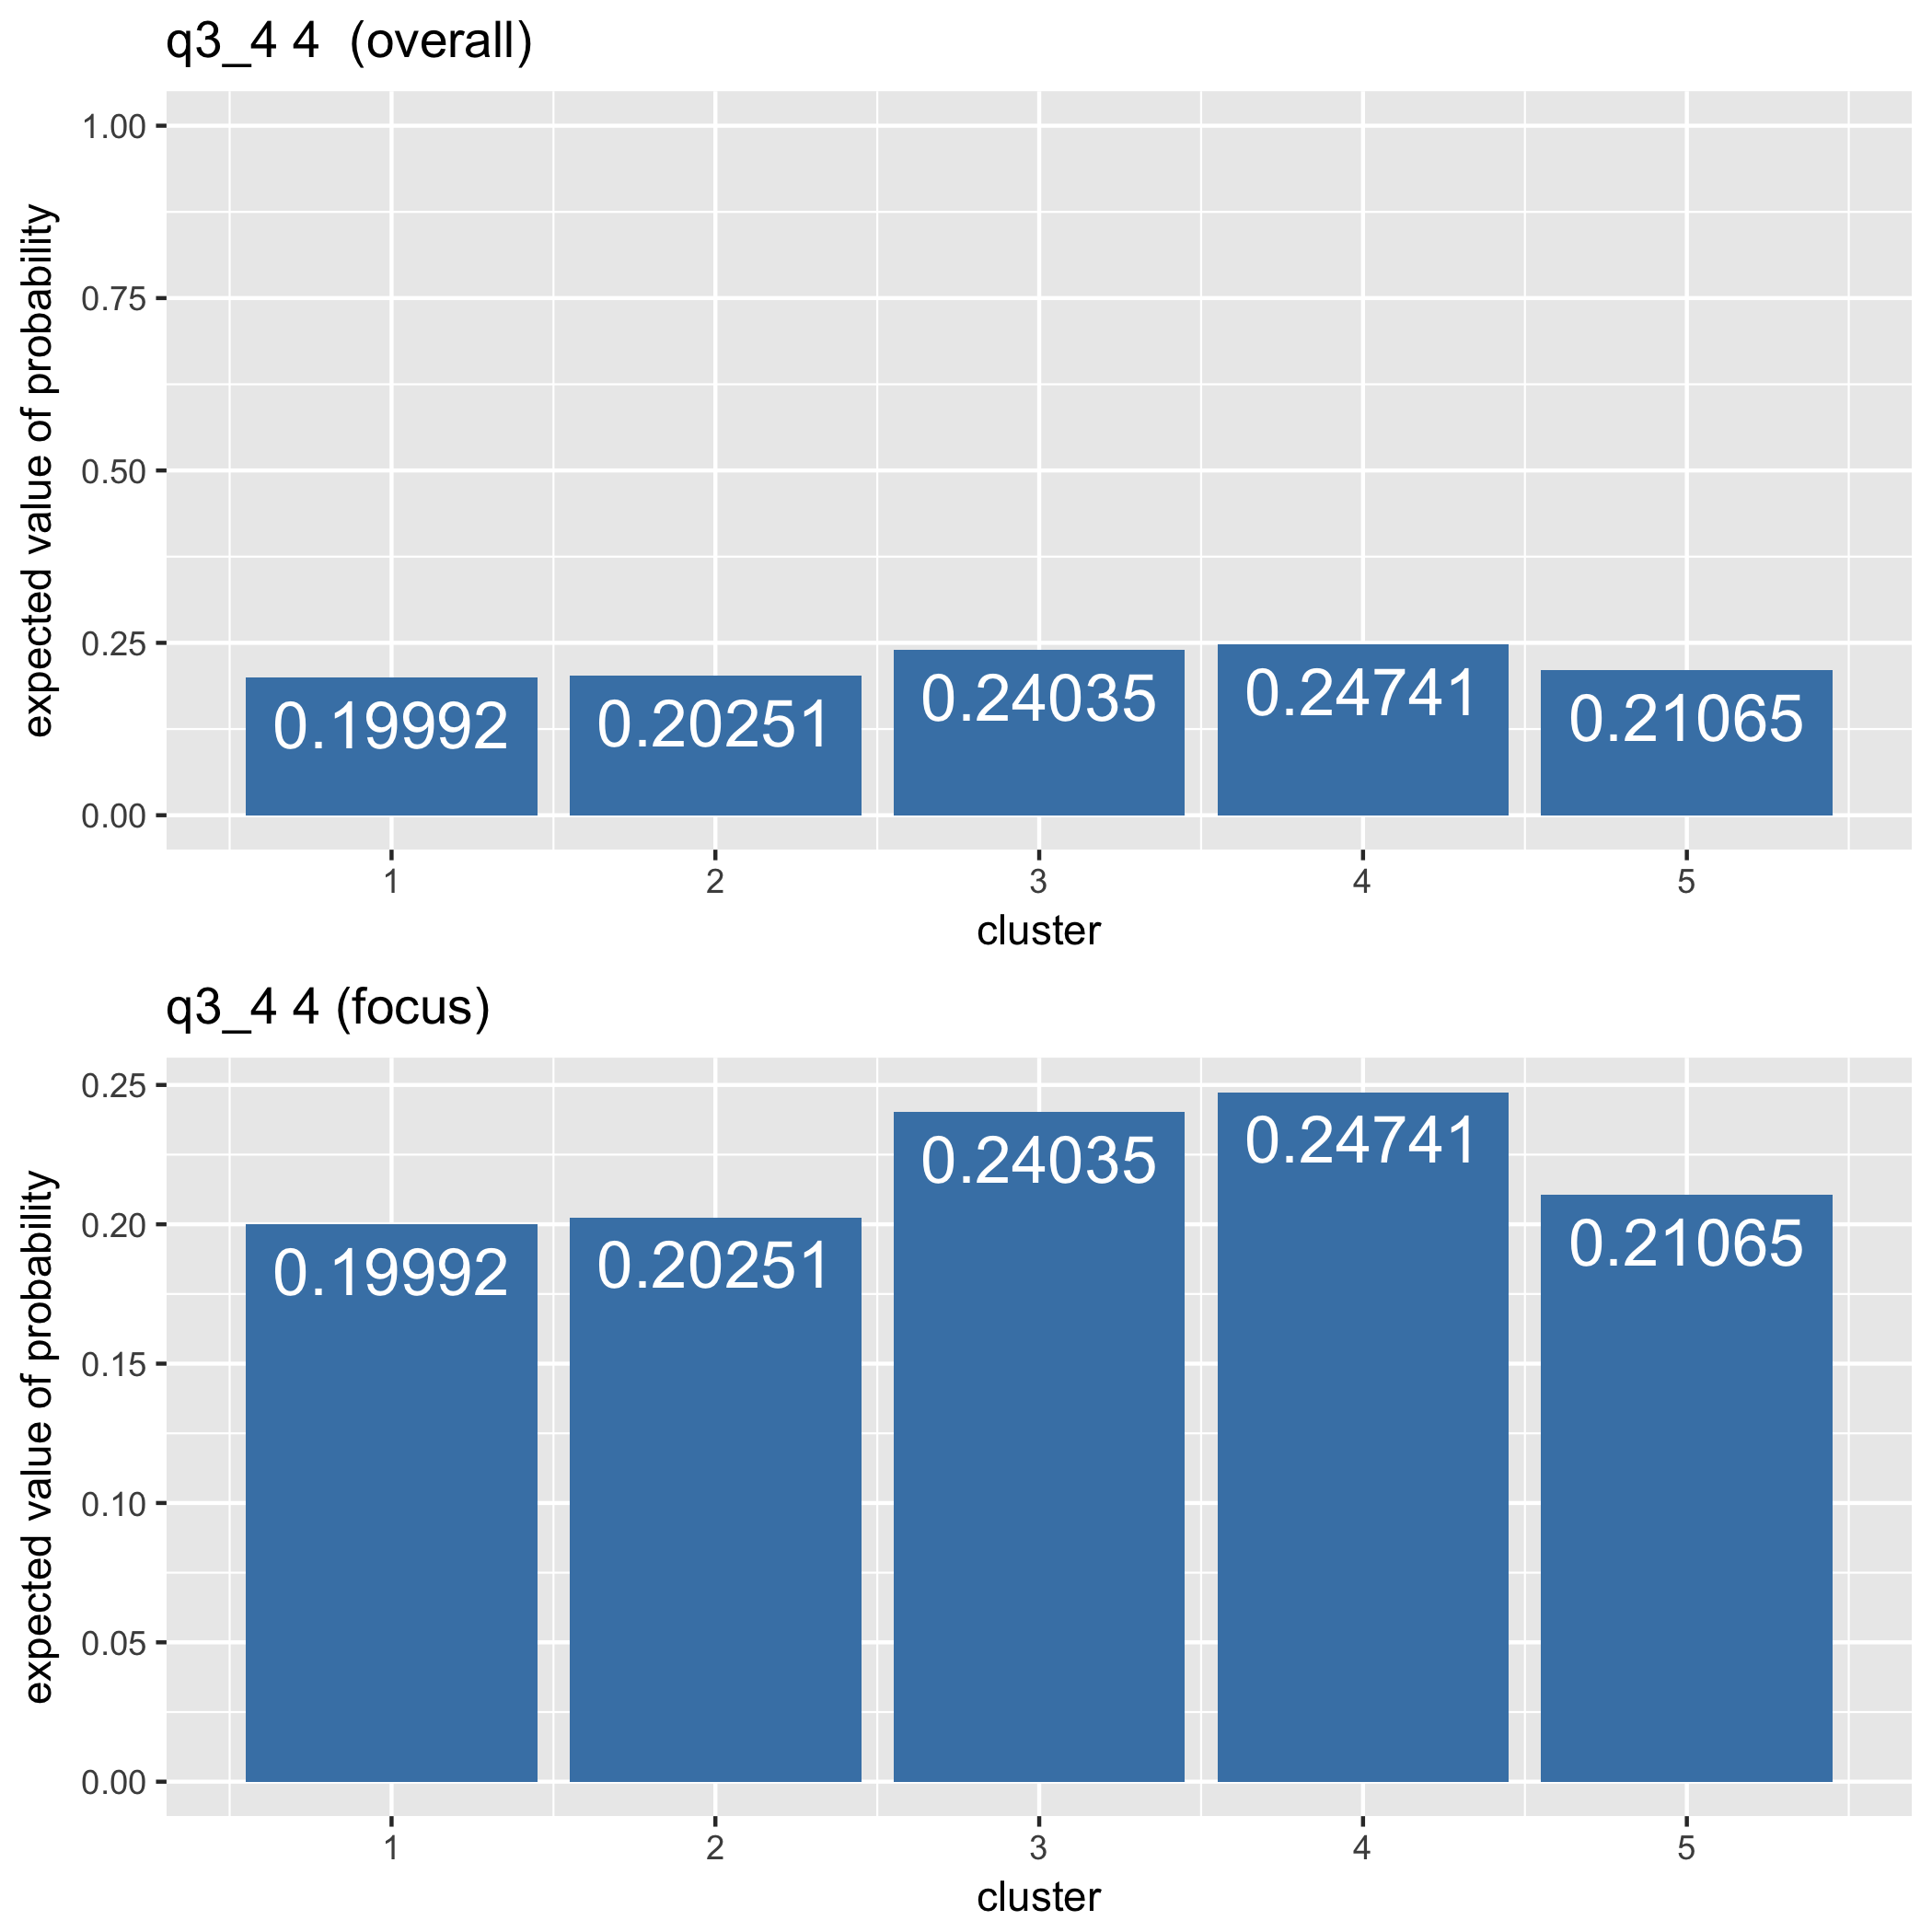 q3_4 4  (overall)
expected value of probability
1.00
0.75
0.50
0.25
0.00
0.19992
0.20251
0.24035
0.24741
0.21065
1 2 3 4 5
cluster
q3_4 4 (focus)
expected value of probability
0.25
0.20
0.15
0.10
0.05
0.00
0.19992
0.20251
0.24035
0.24741
0.21065
1 2 3 4 5
cluster